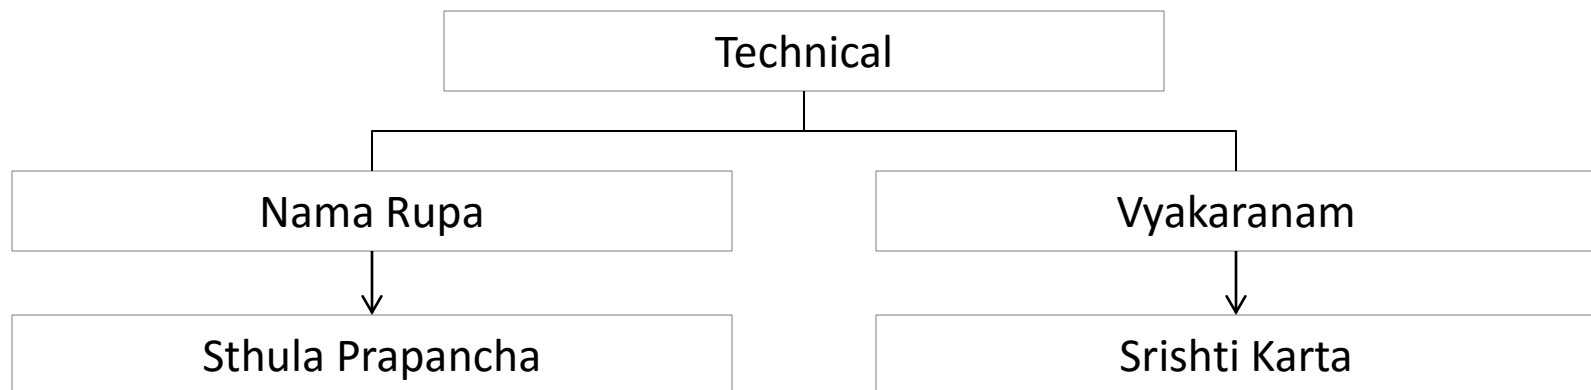 Technical
Nama Rupa
Vyakaranam
Sthula Prapancha
Srishti Karta